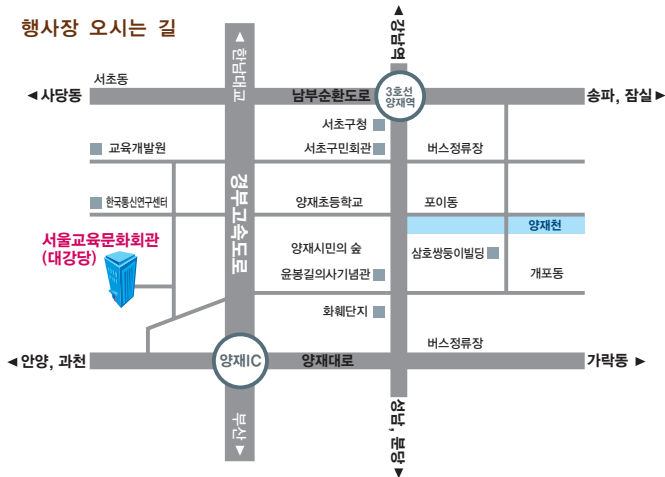 행사장 오시는 길
◀ 한남대교
◀ 강남역
서초동
◀ 사당동
남부순환도로
3호선
양재역
송파, 잠실 ▶
서초구청
교육개발원
서초구민회관
버스정류장
경부고속도로
한국통신연구센터
양재초등학교
포이동
양재천
서울교육문화회관
(대강당)
양재시민의 숲
삼호쌍둥이빌딩
윤봉길의사기념관
개포동
화훼단지
버스정류장
◀ 안양, 과천
양재IC
양재대로
가락동 ▶
부산 ▶
성남, 분당 ▶